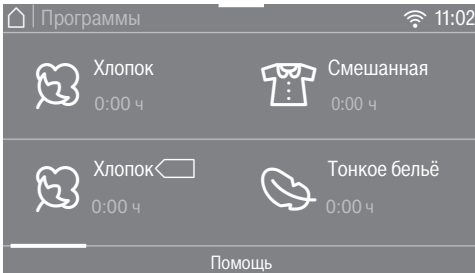 Программы 11:02
Хлопок
0:00 ч
Смешанная
0:00 ч
Хлопок
0:00 ч
Тонкое бельё
0:00 ч
Помощь